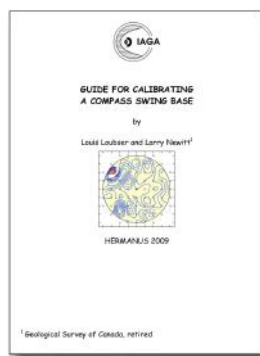 IAGA
GUIDE FOR CALIBRATING
A COMPASS SWING BASE
by
Louis Loubser and Larry Newitt¹
HERMANUS 2009
¹ Geological Survey of Canada, retired